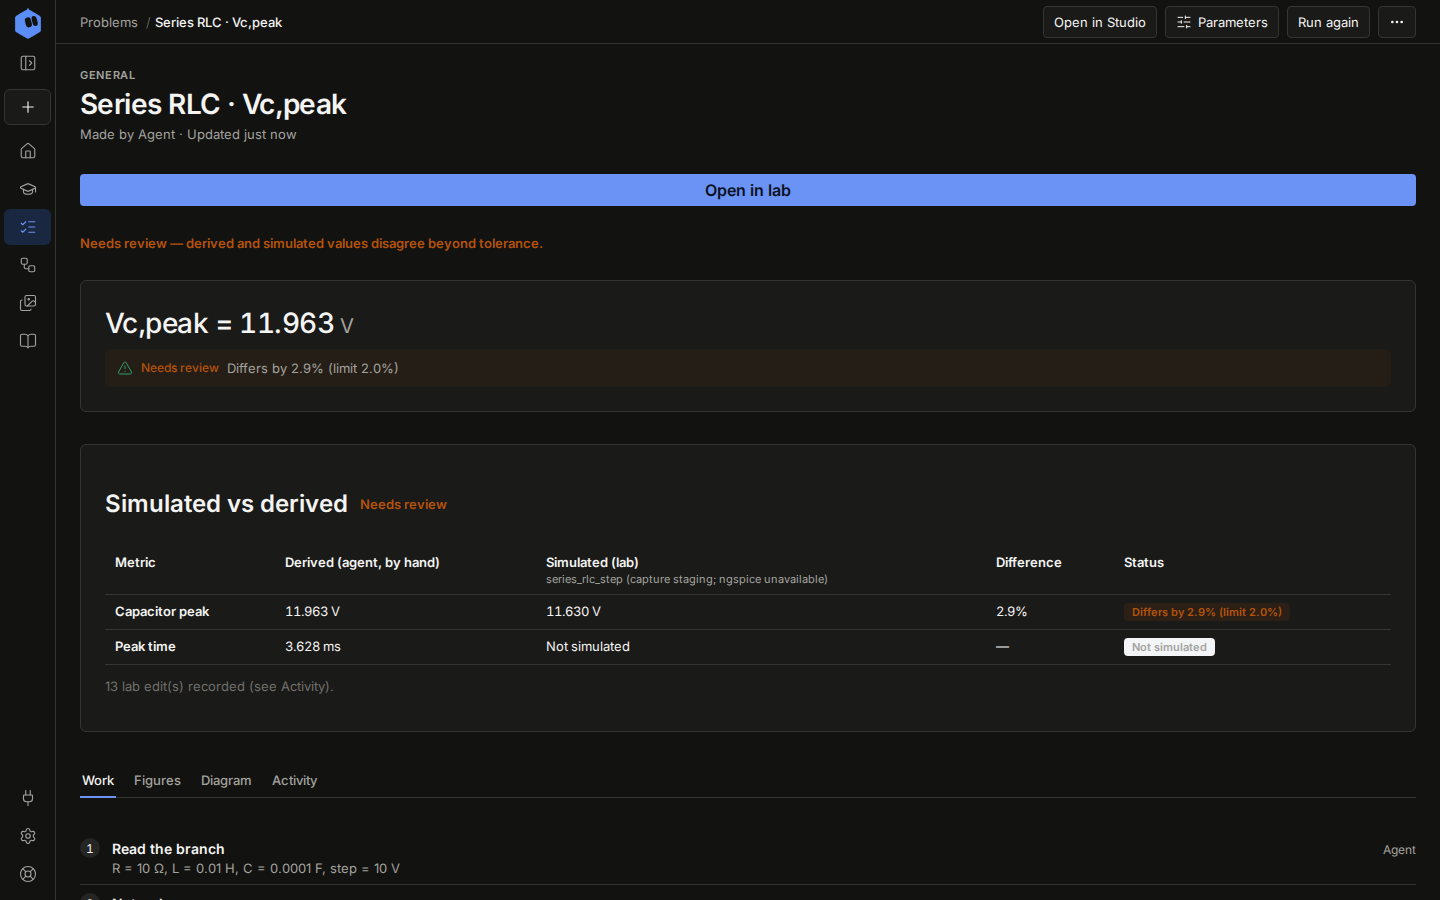 Problems / Series RLC · Vc,peak
Open in Studio
Parameters
Run again
GENERAL
Series RLC · Vc,peak
Made by Agent · Updated just now
Open in lab
Needs review — derived and simulated values disagree beyond tolerance.
Vc,peak = 11.963 V
Needs review Differs by 2.9% (limit 2.0%)
Simulated vs derived Needs review
Metric Derived (agent, by hand) Simulated (lab) Difference Status
series_rlc_step (capture staging; ngspice unavailable)
Capacitor peak 11.963 V 11.630 V 2.9% Differs by 2.9% (limit 2.0%)
Peak time 3.628 ms Not simulated — Not simulated
13 lab edit(s) recorded (see Activity).
Work Figures Diagram Activity
1 Read the branch Agent
R = 10 Ω, L = 0.01 H, C = 0.0001 F, step = 10 V